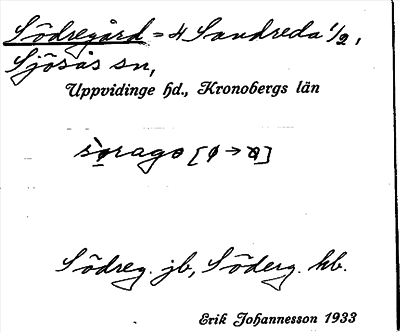 Södregård = 4 Sandreda 1/2,
Sjösås sn,
Uppvidinge hd., Kronobergs län
Södreg. jb, Söderg. kb.
Erik Johannesson 1933